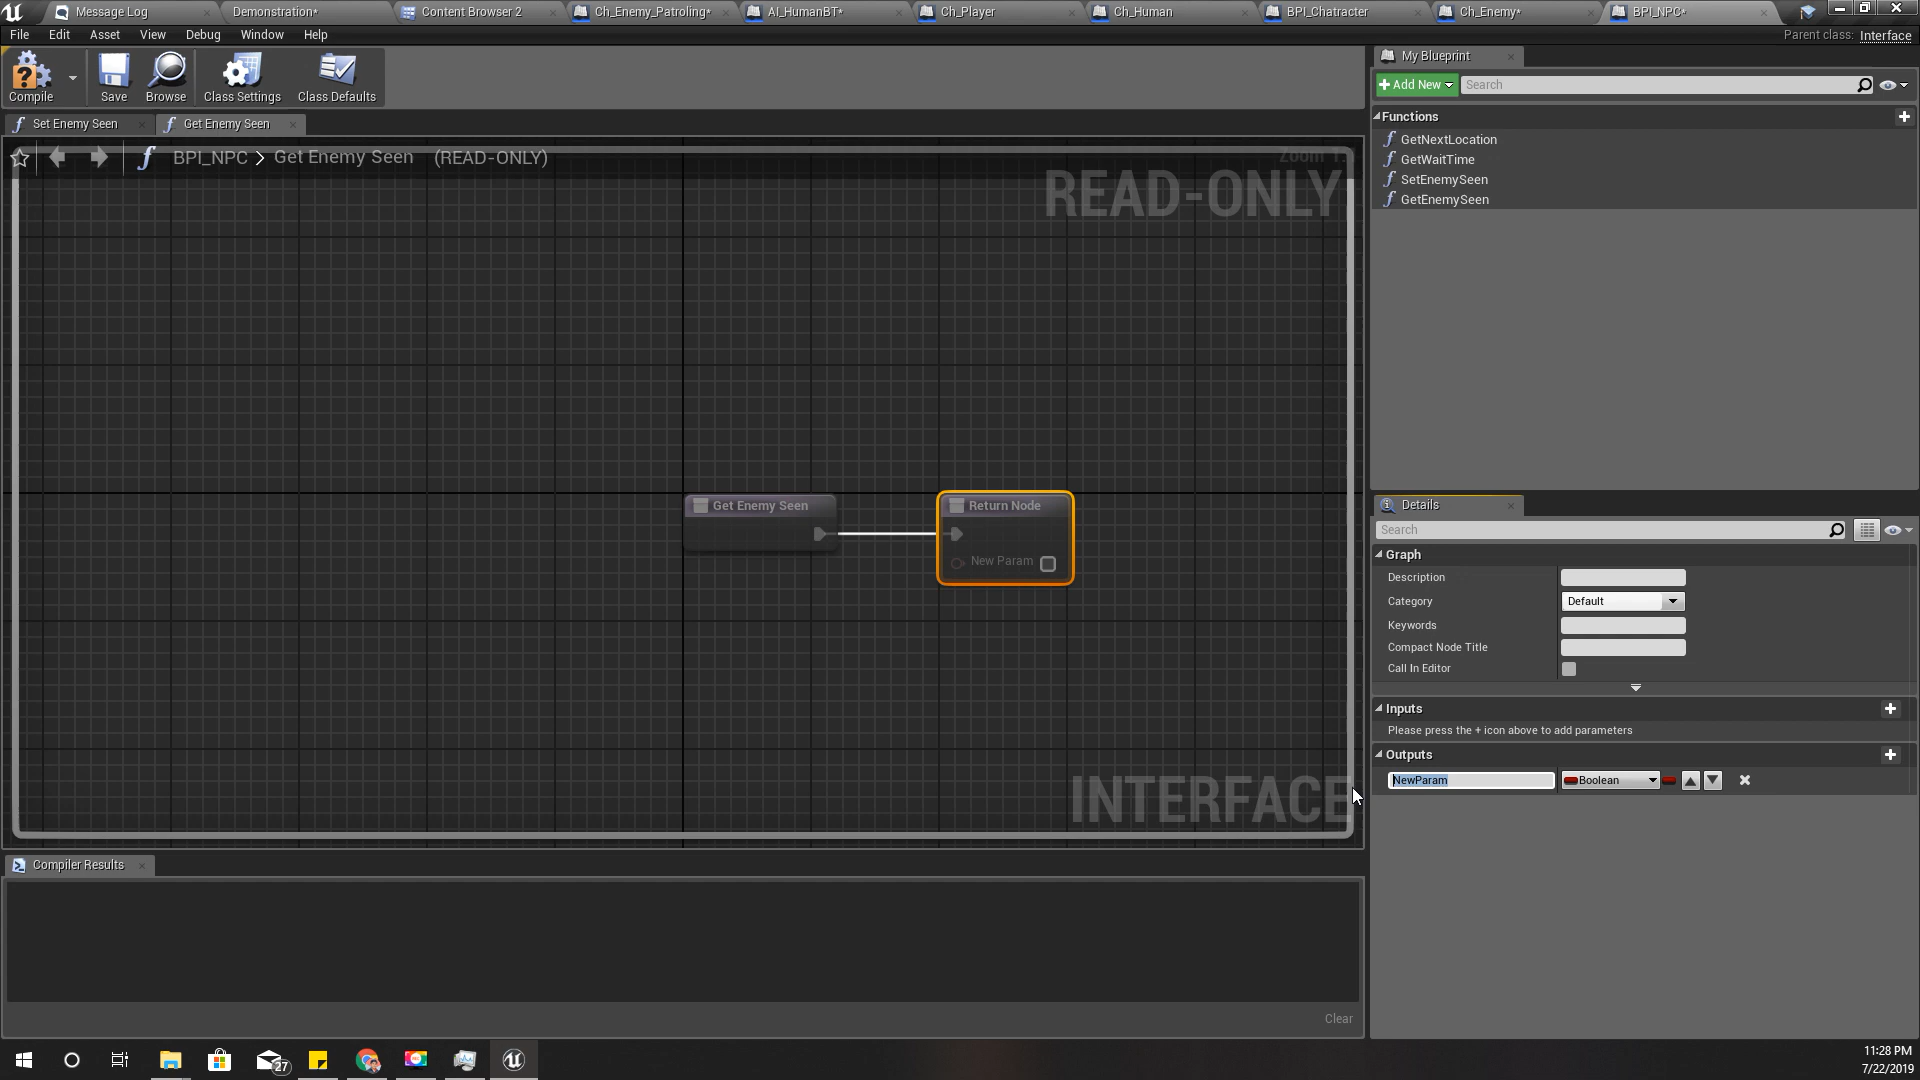 Message Log
Demonstration*
Content Browser 2
Ch_Enemy_Patroling*
AI_HumanBT*
Ch_Player
Ch_Human
BPI_Chatracter
Ch_Enemy*
BPI_NPC*
File Edit Asset View Debug Window Help
Parent class: Interface
Compile
Save
Browse
Class Settings
Class Defaults
My Blueprint
Add New
Search
Functions
GetNextLocation
GetWaitTime
SetEnemySeen
GetEnemySeen
Set Enemy Seen
Get Enemy Seen
BPI_NPC > Get Enemy Seen (READ-ONLY)
READ-ONLY
Get Enemy Seen
Return Node
New Param
INTERFACE
Details
Search
Graph
Description
Category Default
Keywords
Compact Node Title
Call In Editor
Inputs
Please press the + icon above to add parameters
Outputs
NewParam Boolean
Compiler Results
Clear
27
11:28 PM
7/22/2019